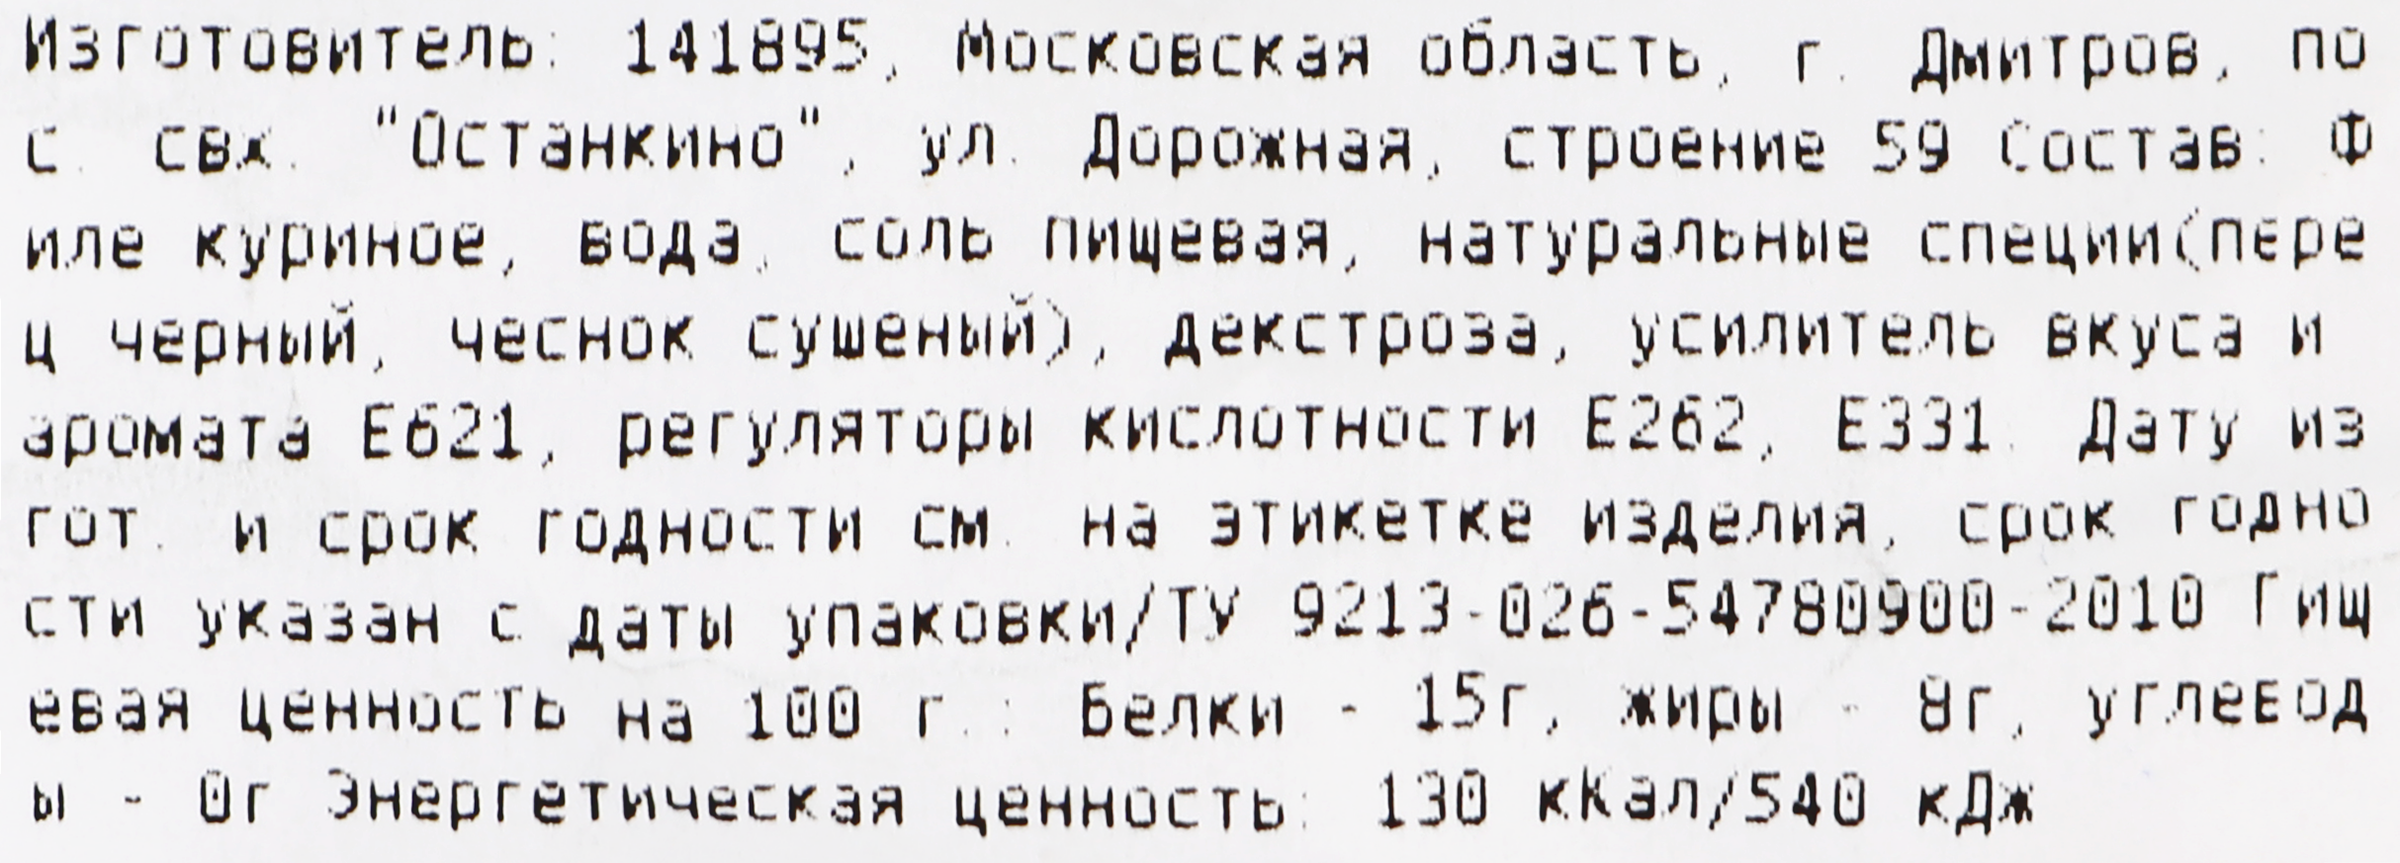 Изготовитель: 141895, Московская область, г. Дмитров, по
с. свх. "Останкино", ул. Дорожная, строение 59 Состав: Ф
иле куриное, вода, соль пищевая, натуральные специи(пере
ц черный, чеснок сушеный), декстроза, усилитель вкуса и
аромата Е621, регуляторы кислотности Е262, Е331. Дату из
гот. и срок годности см. на этикетке изделия, срок годно
сти указан с даты упаковки/ТУ 9213-026-54780900-2010 Пищ
евая ценность на 100 г.: Белки - 15г, жиры - 8г, углевод
ы - 0г Энергетическая ценность: 130 кКал/540 кДж